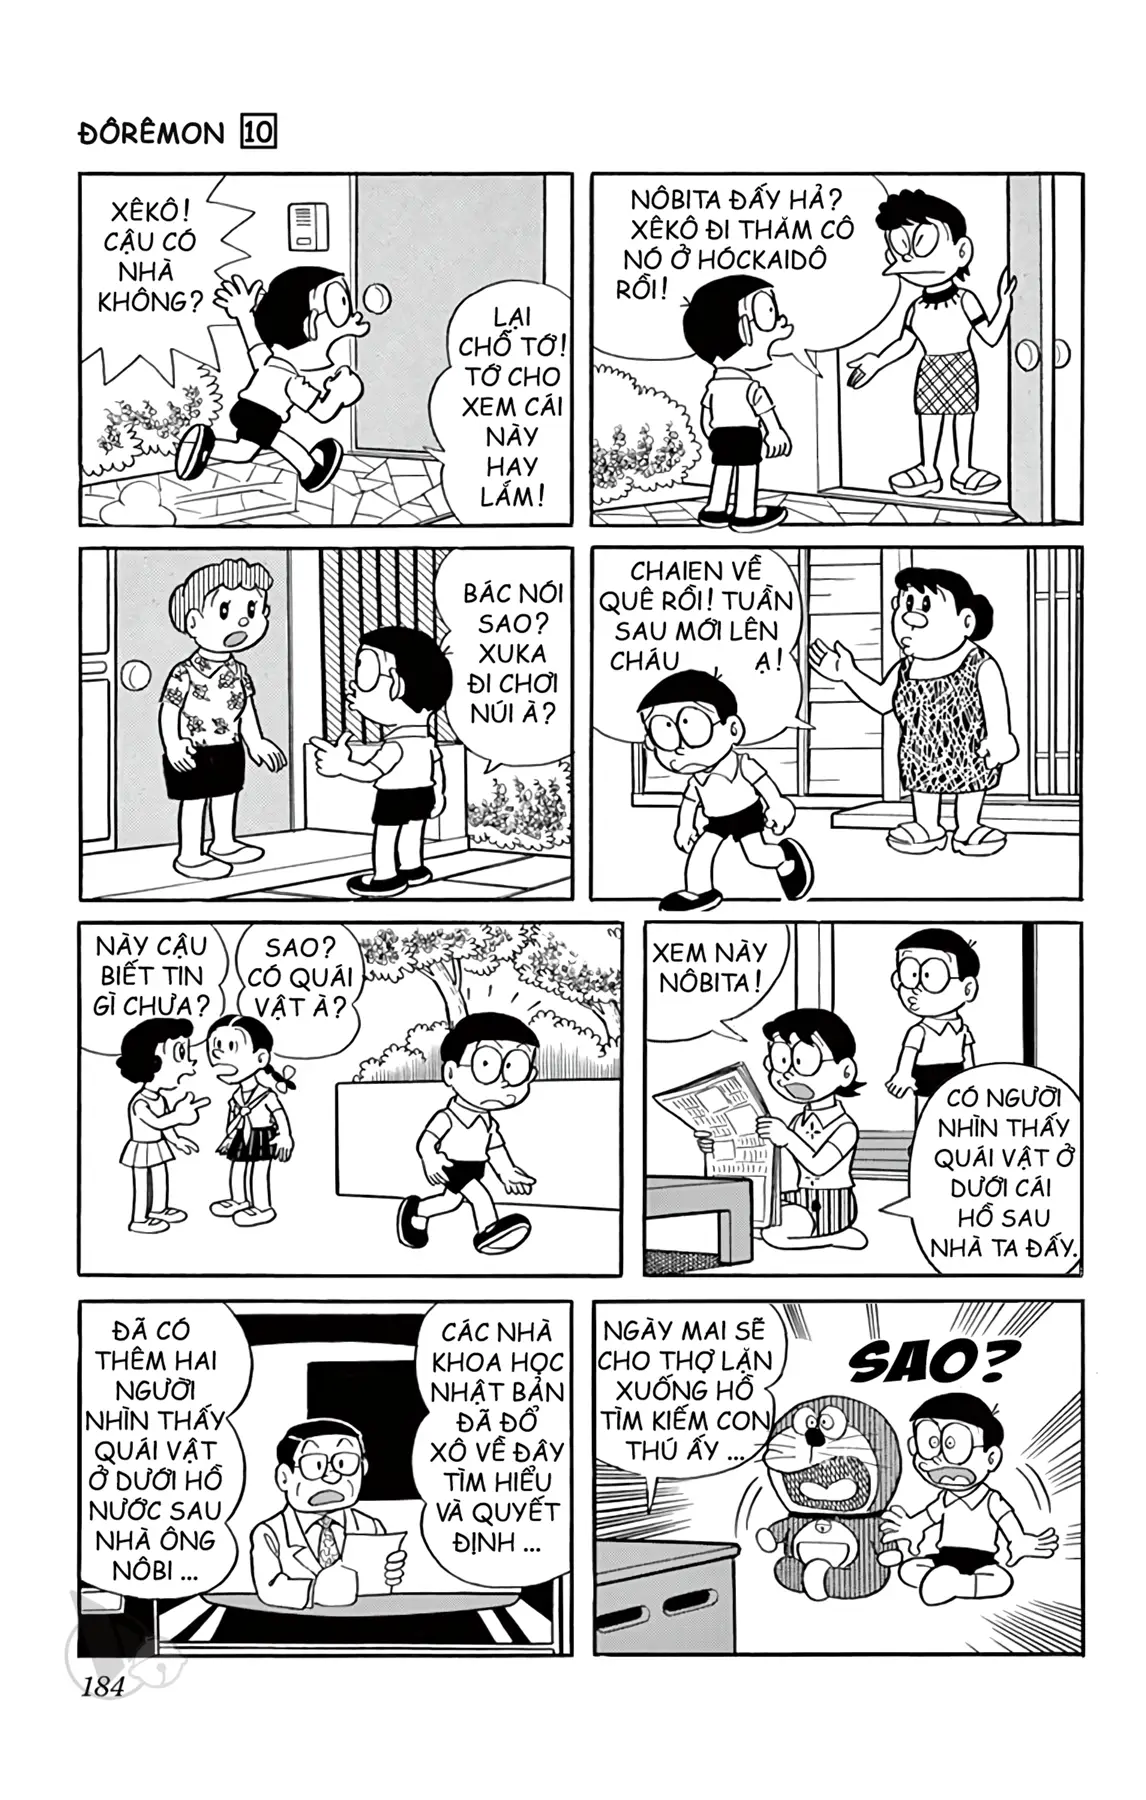 ĐÔRÊMON 10
XÊKÔ!
CẬU CÓ
NHÀ
KHÔNG?
LẠI
CHỖ TỚ!
TỚ CHO
XEM CÁI
NÀY
HAY
LẮM!
NÔBITA ĐẤY HẢ?
XÊKÔ ĐI THĂM CÔ
NÓ Ở HÓCKAIĐÔ
RỒI!
BÁC NÓI
SAO?
XUKA
ĐI CHƠI
NÚI À?
CHAIEN VỀ
QUÊ RỒI! TUẦN
SAU MỚI LÊN
CHÁU Ạ!
NÀY CẬU
BIẾT TIN
GÌ CHƯA?
SAO?
CÓ QUÁI
VẬT À?
XEM NÀY
NÔBITA!
CÓ NGƯỜI
NHÌN THẤY
QUÁI VẬT Ở
DƯỚI CÁI
HỒ SAU
NHÀ TA ĐẤY.
ĐÃ CÓ
THÊM HAI
NGƯỜI
NHÌN THẤY
QUÁI VẬT
Ở DƯỚI HỒ
NƯỚC SAU
NHÀ ÔNG
NÔBI ...
CÁC NHÀ
KHOA HỌC
NHẬT BẢN
ĐÃ ĐỔ
XÔ VỀ ĐÂY
TÌM HIỂU
VÀ QUYẾT
ĐỊNH ...
NGÀY MAI SẼ
CHO THỢ LẶN
XUỐNG HỒ
TÌM KIẾM CON
THÚ ẤY ...
SAO?
184